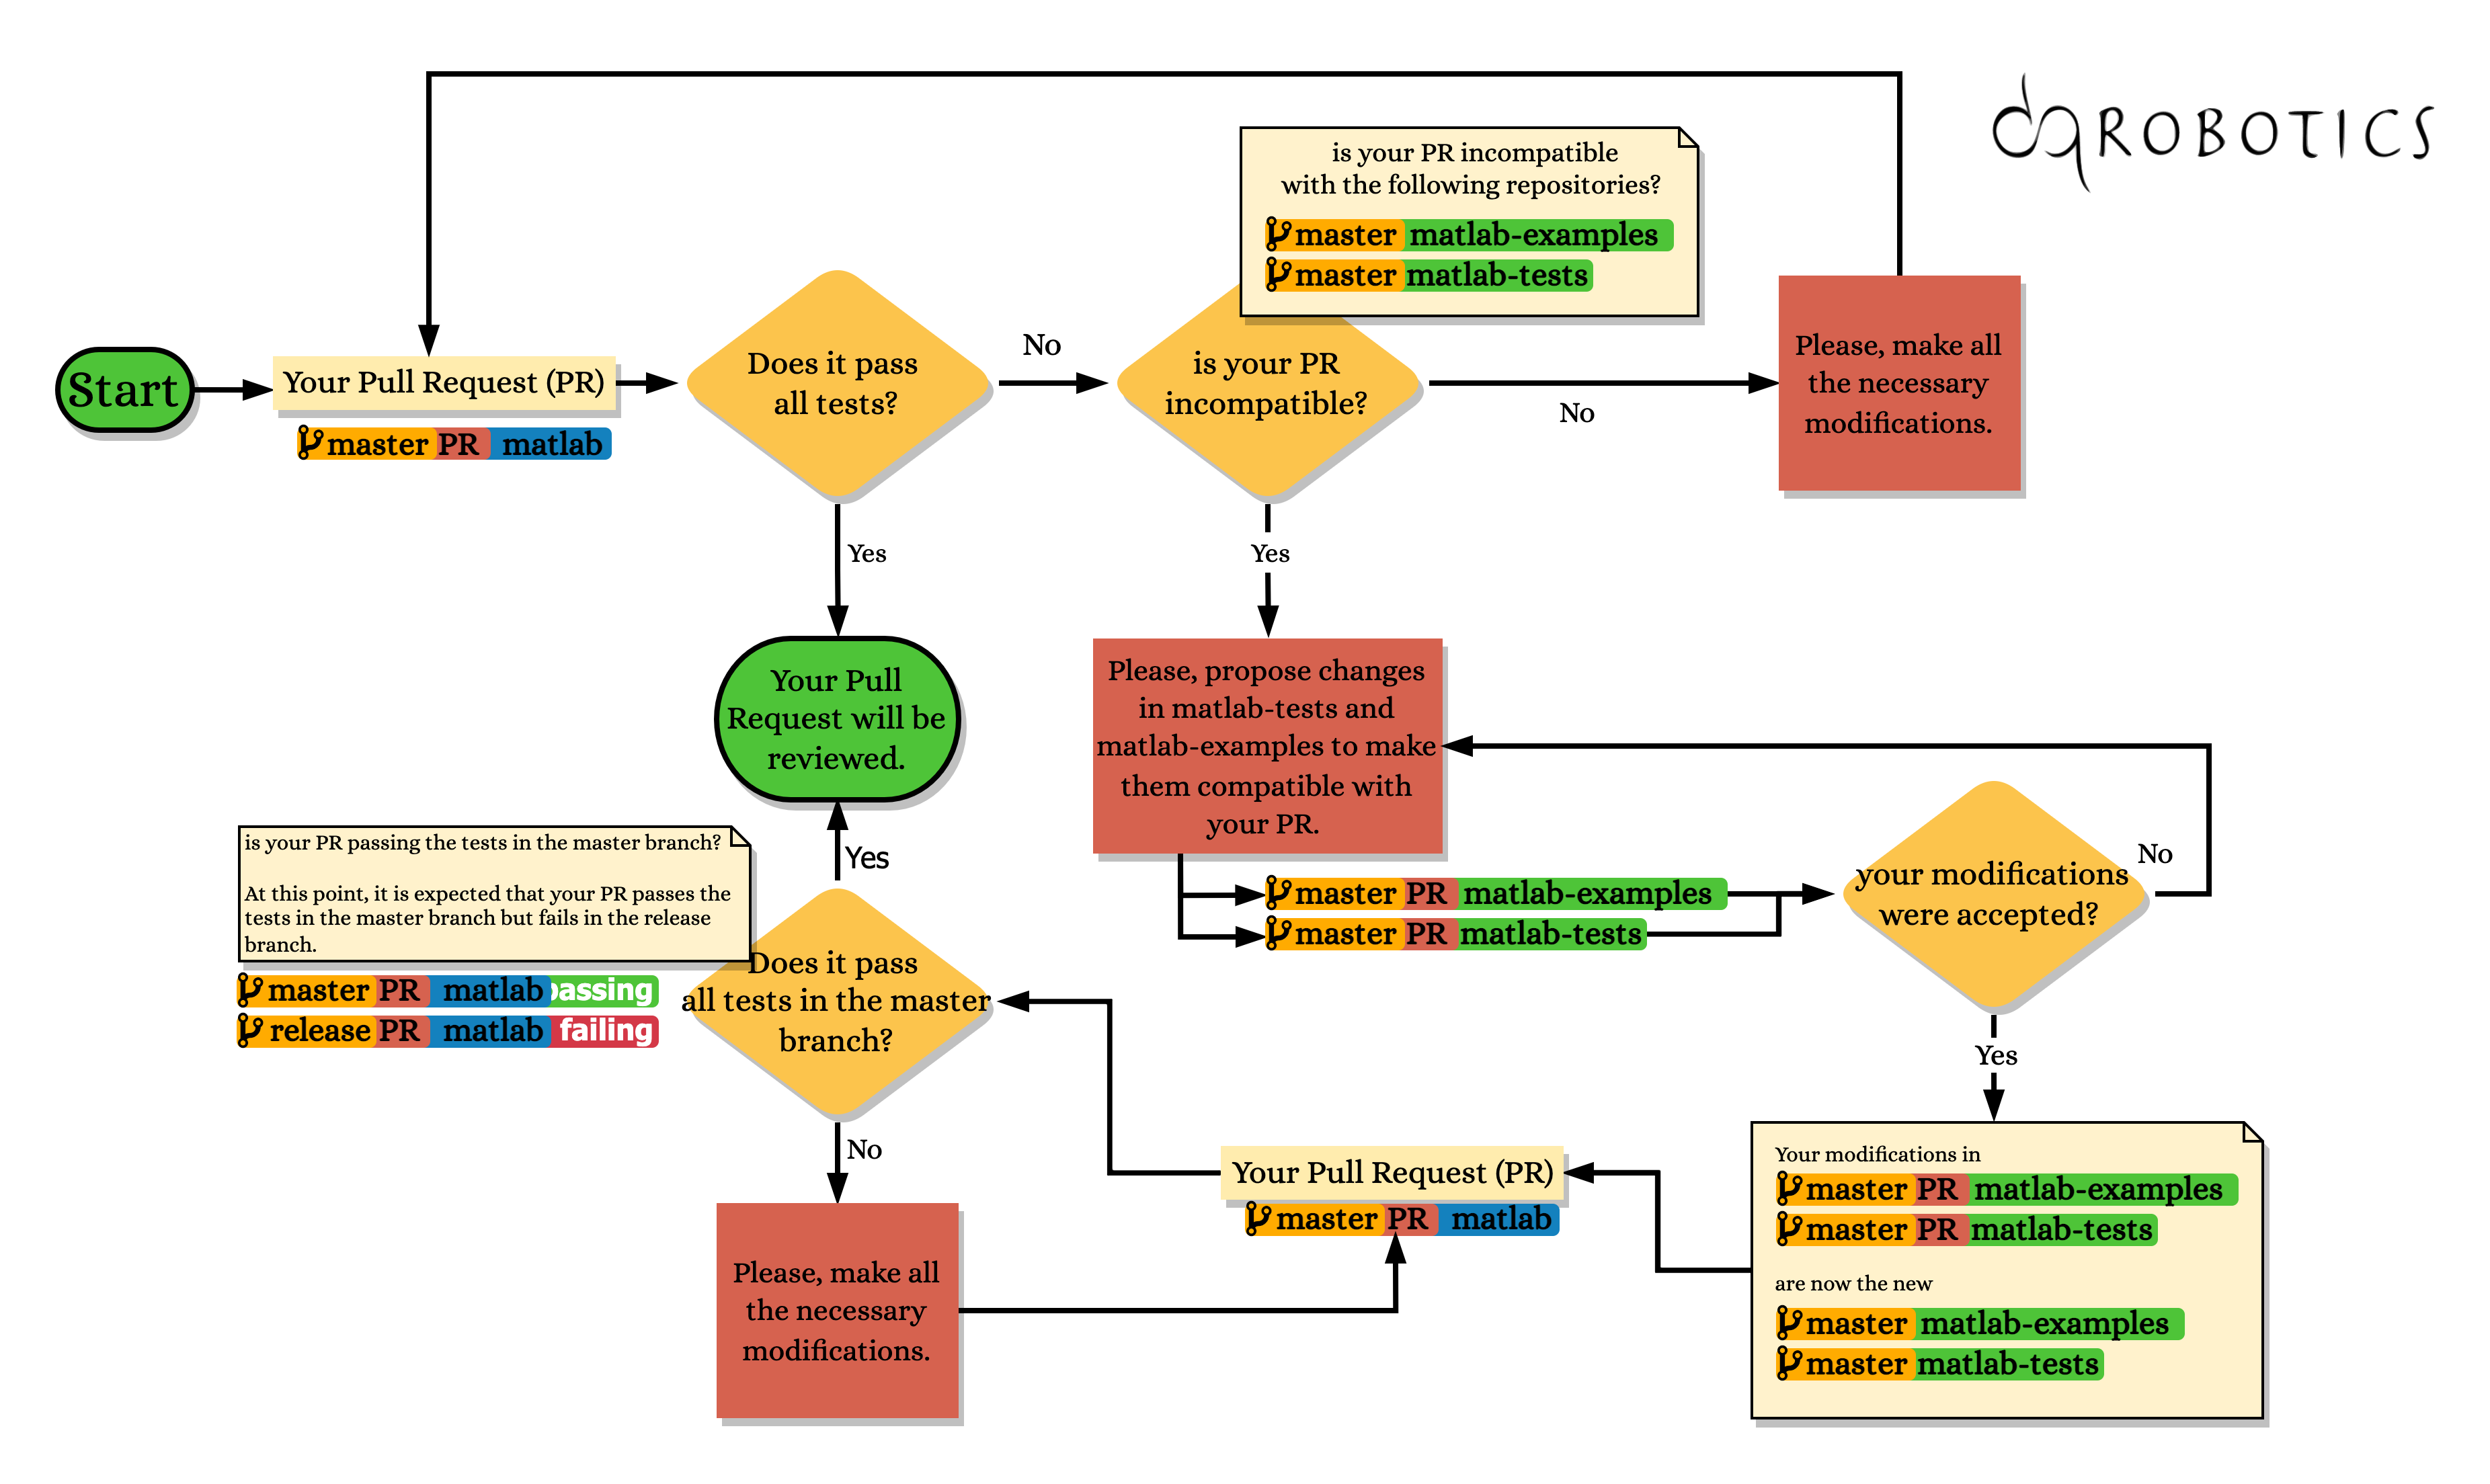 ROBOTICS
is your PR incompatible
with the following repositories?
master matlab-examples
master matlab-tests
Start
Your Pull Request (PR)
master PR matlab
Does it pass
all tests?
No
is your PR
incompatible?
No
Please, make all
the necessary
modifications.
Yes
Yes
Your Pull
Request will be
reviewed.
Please, propose changes
in matlab-tests and
matlab-examples to make
them compatible with
your PR.
master PR matlab-examples
master PR matlab-tests
your modifications
were accepted?
No
Yes
Your modifications in
master PR matlab-examples
master PR matlab-tests
are now the new
master matlab-examples
master matlab-tests
Your Pull Request (PR)
master PR matlab
is your PR passing the tests in the master branch?
At this point, it is expected that your PR passes the
tests in the master branch but fails in the release
branch.
master PR matlab passing
release PR matlab failing
Yes
Does it pass
all tests in the master
branch?
No
Please, make all
the necessary
modifications.